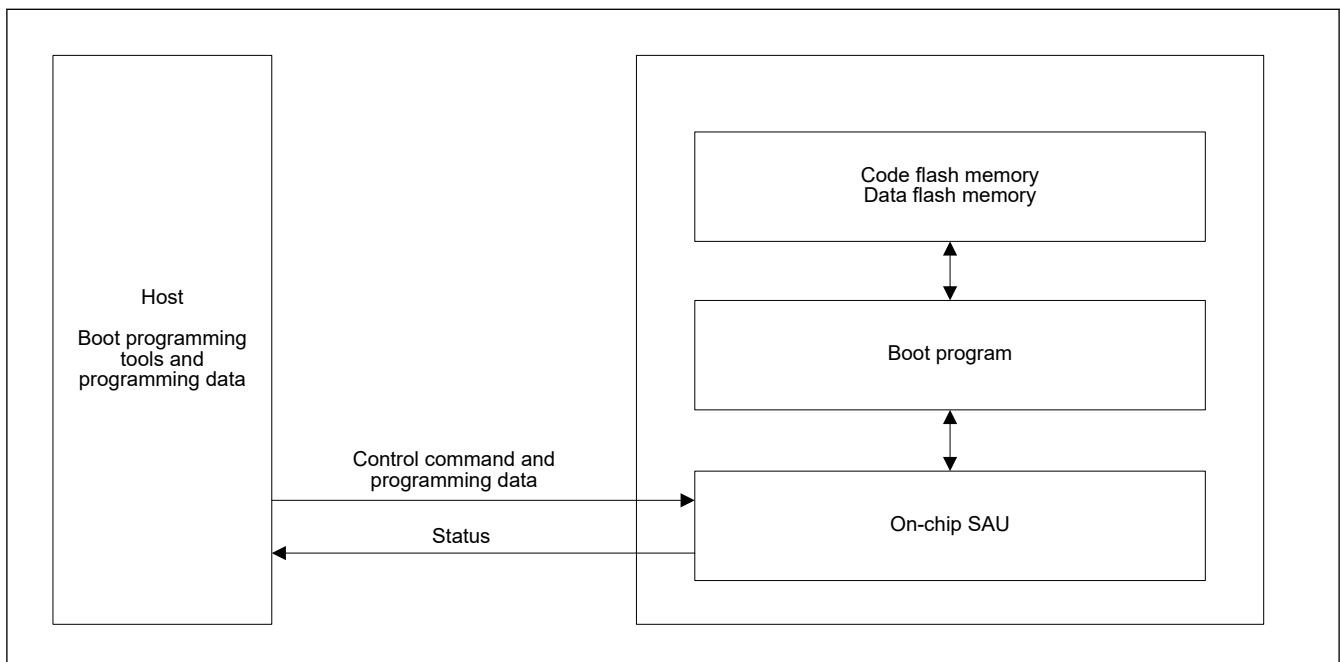 Host
Boot programming
tools and
programming data
Control command and
programming data
Status
Code flash memory
Data flash memory
Boot program
On-chip SAU